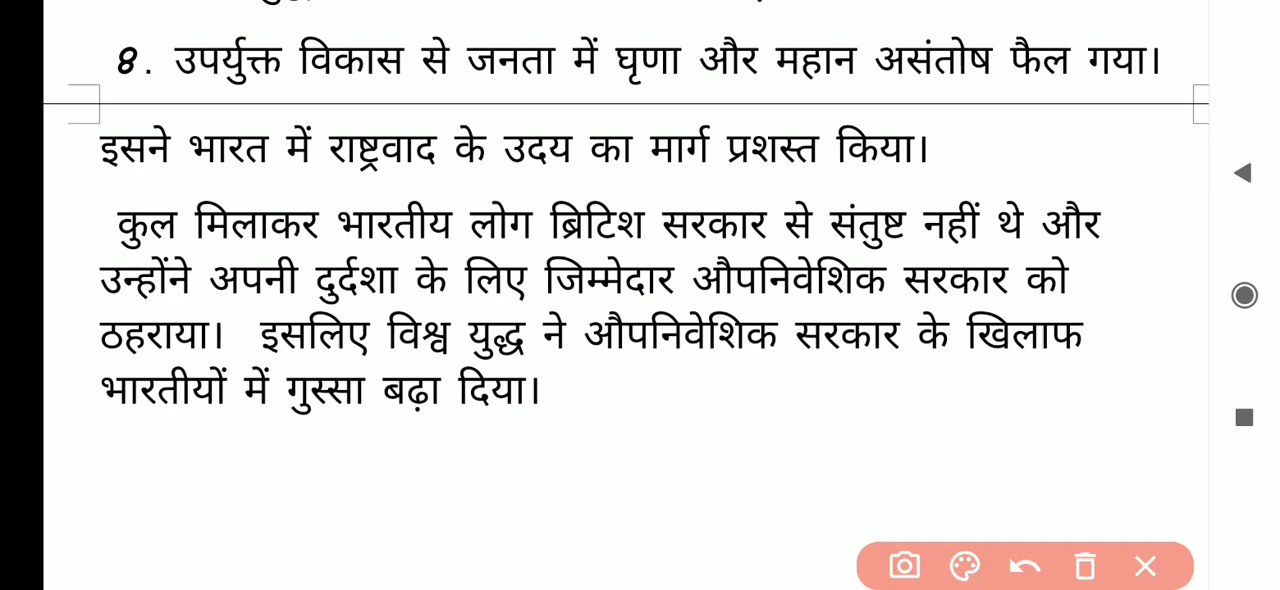 8. उपर्युक्त विकास से जनता में घृणा और महान असंतोष फैल गया।
इसने भारत में राष्ट्रवाद के उदय का मार्ग प्रशस्त किया।
कुल मिलाकर भारतीय लोग ब्रिटिश सरकार से संतुष्ट नहीं थे और
उन्होंने अपनी दुर्दशा के लिए जिम्मेदार औपनिवेशिक सरकार को
ठहराया। इसलिए विश्व युद्ध ने औपनिवेशिक सरकार के खिलाफ
भारतीयों में गुस्सा बढ़ा दिया।